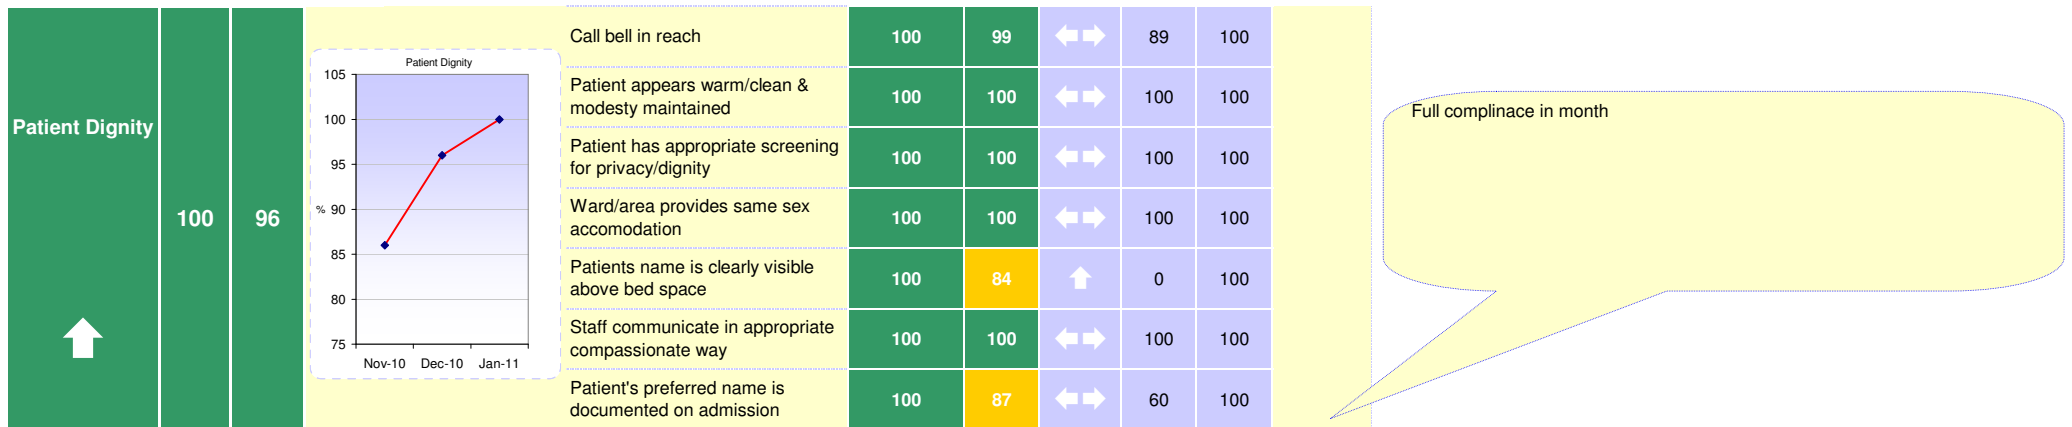 Patient Dignity
100
96
Patient Dignity
105
100
95
% 90
85
80
75
Nov-10 Dec-10 Jan-11
Call bell in reach
100 99 89 100
Patient appears warm/clean &
modesty maintained
100 100 100 100
Patient has appropriate screening
for privacy/dignity
100 100 100 100
Ward/area provides same sex
accomodation
100 100 100 100
Patients name is clearly visible
above bed space
100 84 0 100
Staff communicate in appropriate
compassionate way
100 100 100 100
Patient's preferred name is
documented on admission
100 87 60 100
Full complinace in month